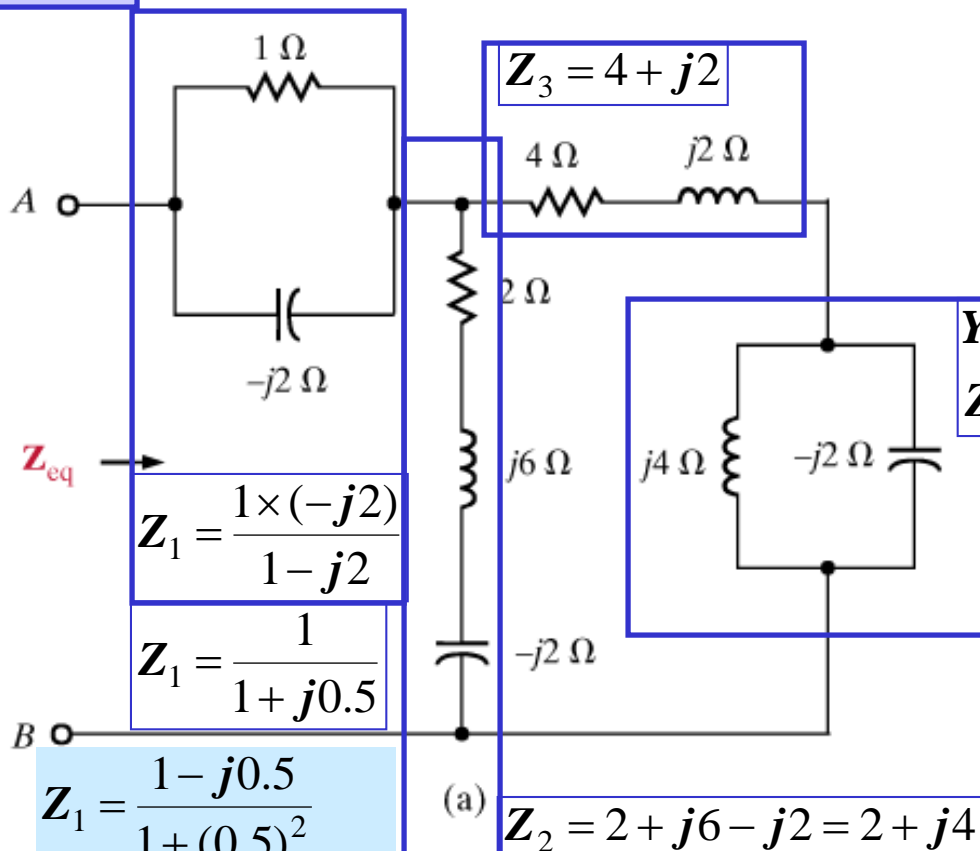 1 Ω
Z₃ = 4 + j2
4 Ω
j2 Ω
A
2 Ω
–j2 Ω
Y
Z
Z_eq
j6 Ω
j4 Ω
–j2 Ω
Z₁ = 1×(−j2) / 1− j2
Z₁ = 1 / 1+ j0.5
–j2 Ω
B
Z₁ = 1− j0.5 / 1+ (0.5)²
(a)
Z₂ = 2 + j6 − j2 = 2 + j4